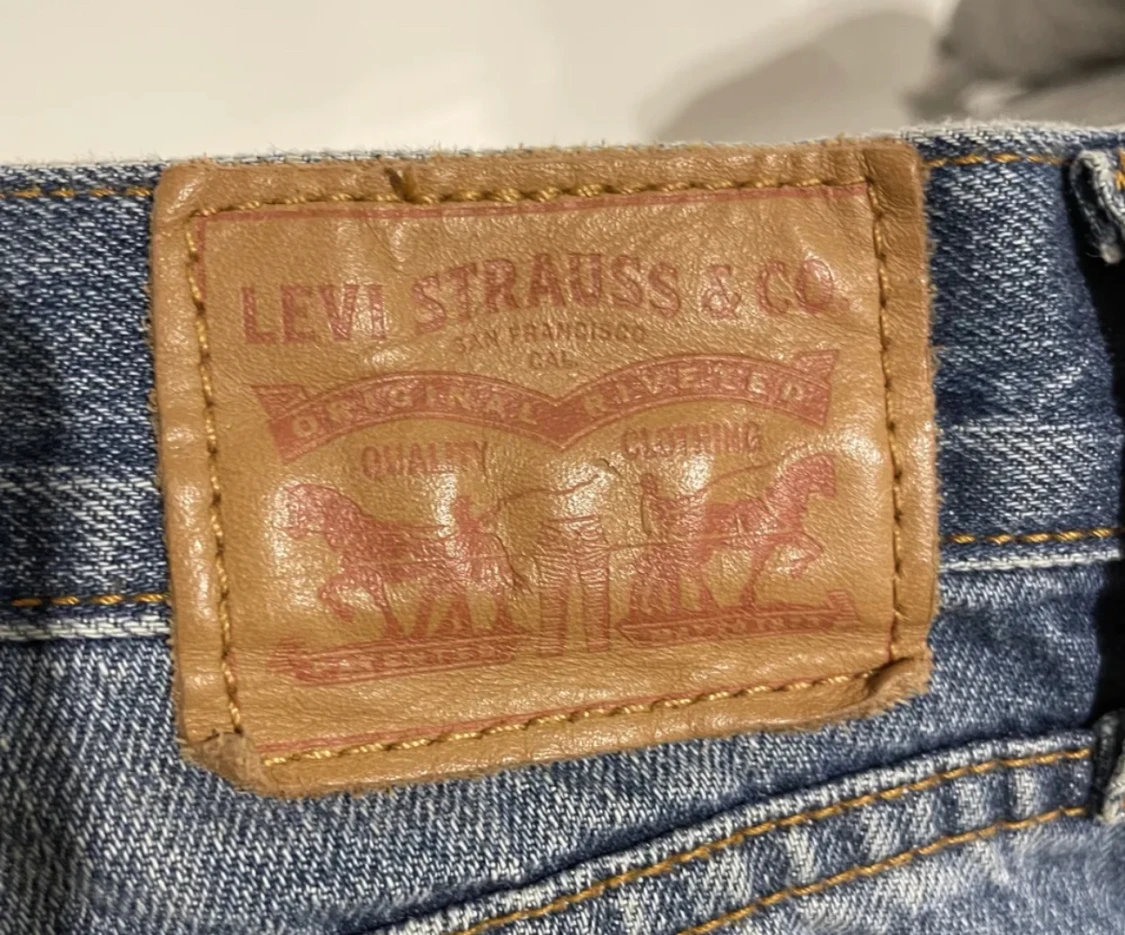 LEVI STRAUSS & CO.
SAN FRANCISCO
CAL.
ORIGINAL RIVETED
QUALITY CLOTHING